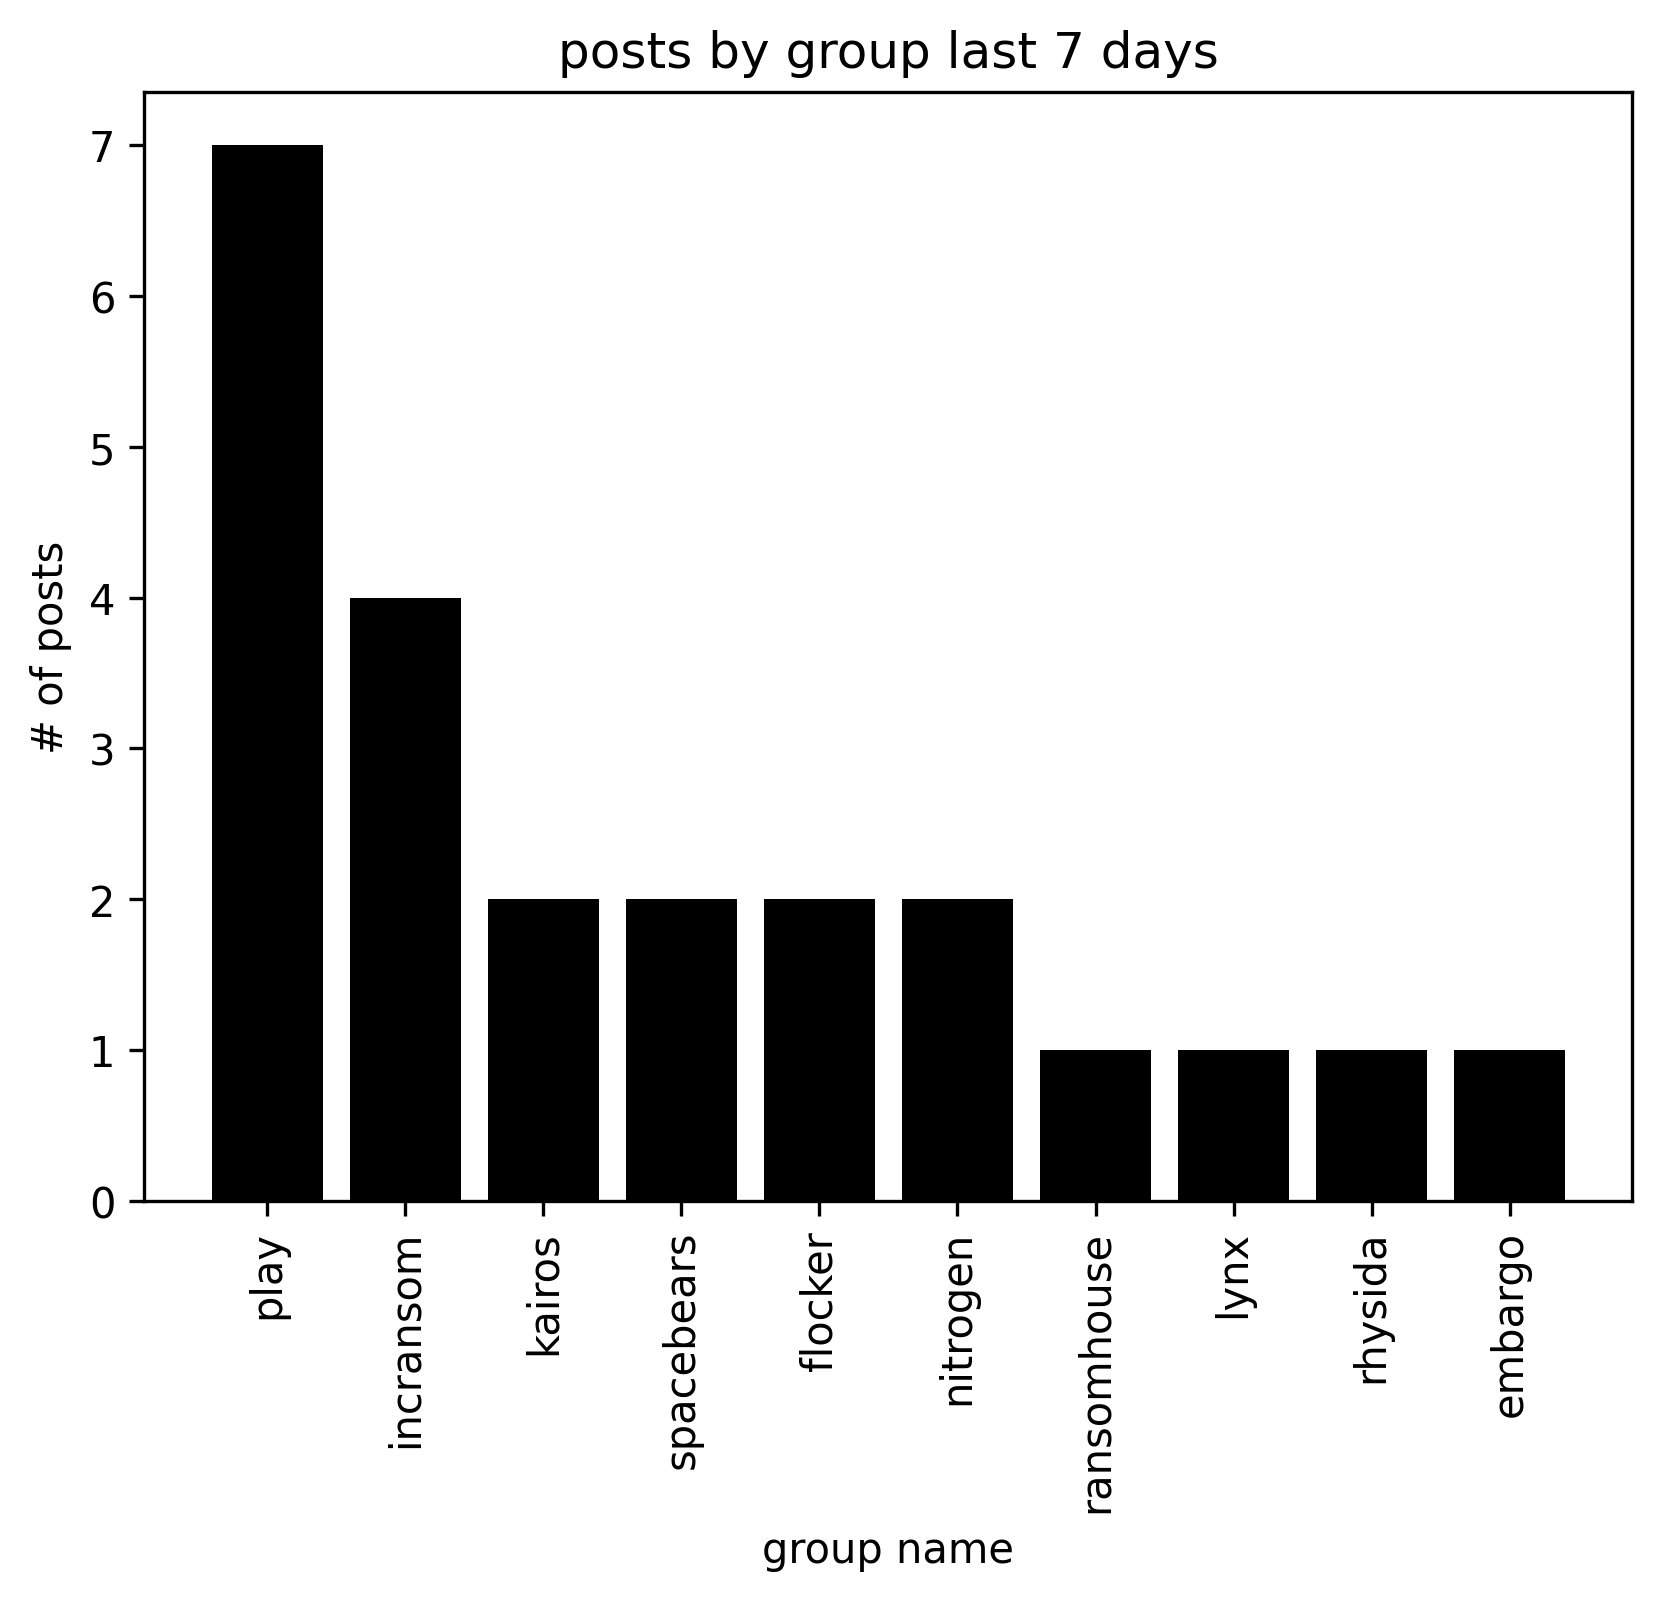 posts by group last 7 days
# of posts
7
6
5
4
3
2
1
0
play
incransom
kairos
spacebears
flocker
nitrogen
ransomhouse
lynx
rhysida
embargo
group name